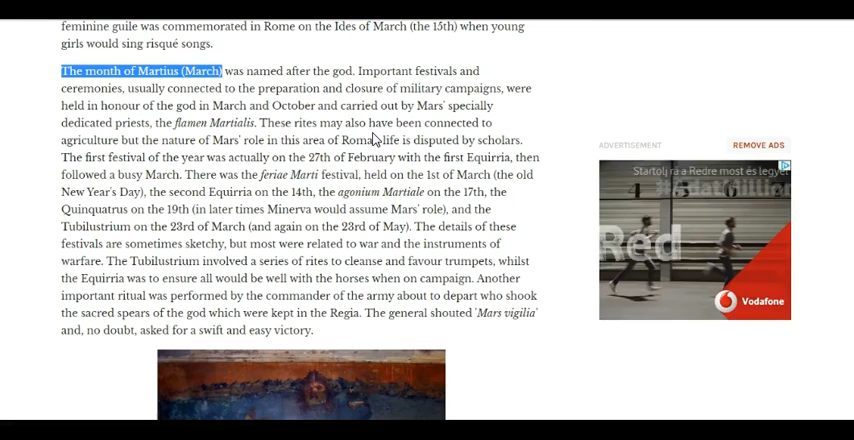 feminine guile was commemorated in Rome on the Ides of March (the 15th) when young
girls would sing risqué songs.
The month of Martius (March) was named after the god. Important festivals and
ceremonies, usually connected to the preparation and closure of military campaigns, were
held in honour of the god in March and October and carried out by Mars' specially
dedicated priests, the flamen Martialis. These rites may also have been connected to
agriculture but the nature of Mars' role in this area of Roman life is disputed by scholars.
The first festival of the year was actually on the 27th of February with the first Equirria, then
followed a busy March. There was the feriae Marti festival, held on the 1st of March (the old
New Year's Day), the second Equirria on the 14th, the agonium Martiale on the 17th, the
Quinquatrus on the 19th (in later times Minerva would assume Mars' role), and the
Tubilustrium on the 23rd of March (and again on the 23rd of May). The details of these
festivals are sometimes sketchy, but most were related to war and the instruments of
warfare. The Tubilustrium involved a series of rites to cleanse and favour trumpets, whilst
the Equirria was to ensure all would be well with the horses when on campaign. Another
important ritual was performed by the commander of the army about to depart who shook
the sacred spears of the god which were kept in the Regia. The general shouted 'Mars vigilia'
and, no doubt, asked for a swift and easy victory.
ADVERTISEMENT
REMOVE ADS
Startolj rá a Redre most és legyél
Red
Vodafone